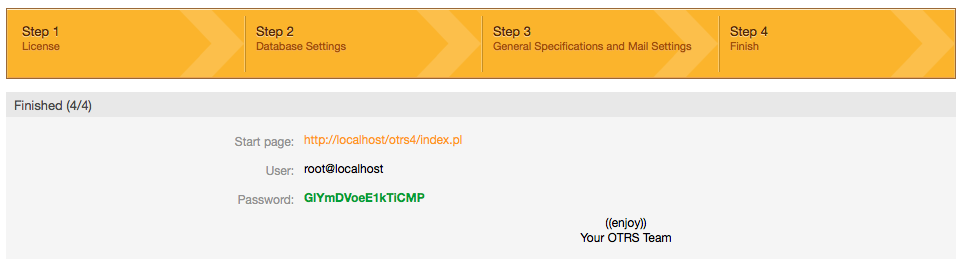 Step 1
License
Step 2
Database Settings
Step 3
General Specifications and Mail Settings
Step 4
Finish
Finished (4/4)
Start page: http://localhost/otrs4/index.pl
User: root@localhost
Password: GlYmDVoeE1kTiCMP
((enjoy))
Your OTRS Team